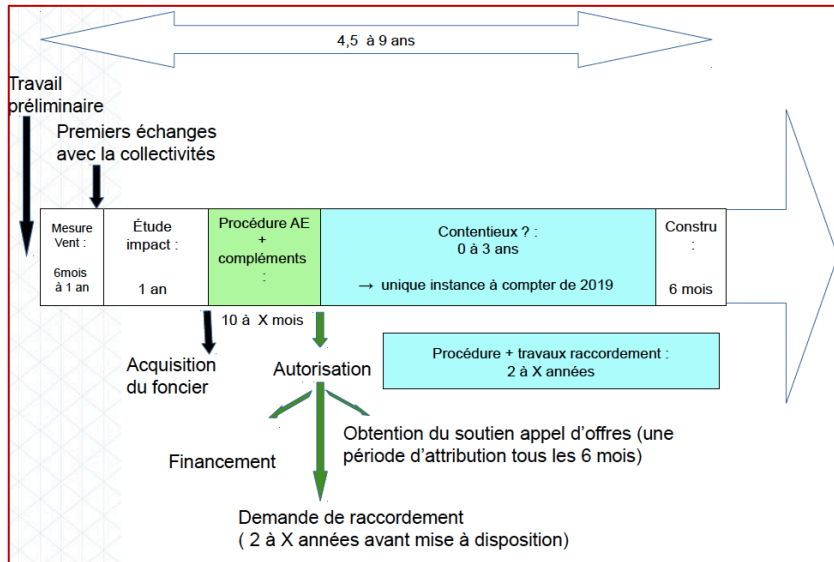 4,5 à 9 ans
Travail
préliminaire
Premiers échanges
avec la collectivités
Mesure
Vent :
6mois
à 1 an
Étude
impact :
1 an
Procédure AE
+
compléments
:
Contentieux ? :
0 à 3 ans
→ unique instance à compter de 2019
Constru
:
6 mois
10 à X mois
Acquisition
du foncier
Autorisation
Procédure + travaux raccordement :
2 à X années
Financement
Obtention du soutien appel d'offres (une
période d'attribution tous les 6 mois)
Demande de raccordement
( 2 à X années avant mise à disposition)